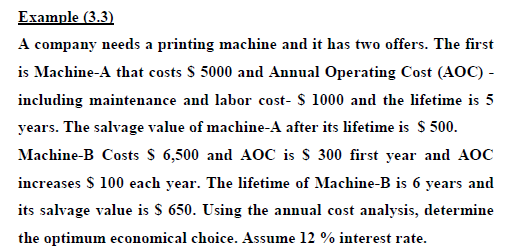 Example (3.3)
A company needs a printing machine and it has two offers. The first
is Machine-A that costs $ 5000 and Annual Operating Cost (AOC) -
including maintenance and labor cost- $ 1000 and the lifetime is 5
years. The salvage value of machine-A after its lifetime is $ 500.
Machine-B Costs $ 6,500 and AOC is $ 300 first year and AOC
increases $ 100 each year. The lifetime of Machine-B is 6 years and
its salvage value is $ 650. Using the annual cost analysis, determine
the optimum economical choice. Assume 12 % interest rate.